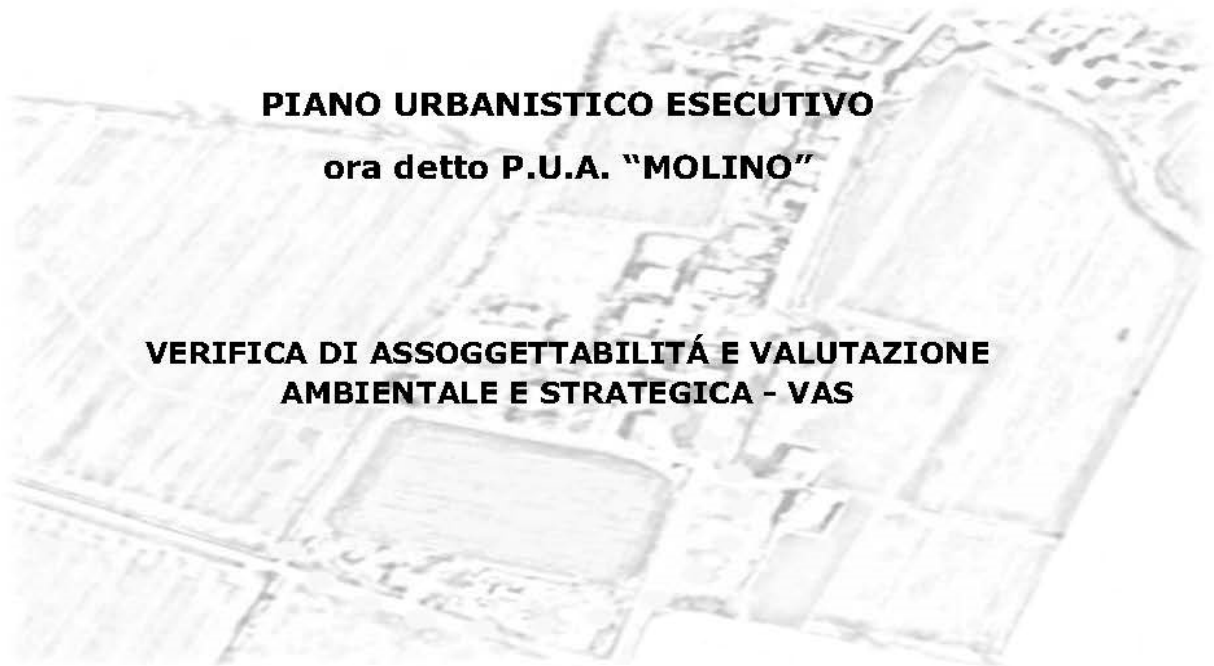 PIANO URBANISTICO ESECUTIVO
ora detto P.U.A. “MOLINO”
VERIFICA DI ASSOGGETTABILITÁ E VALUTAZIONE
AMBIENTALE E STRATEGICA - VAS